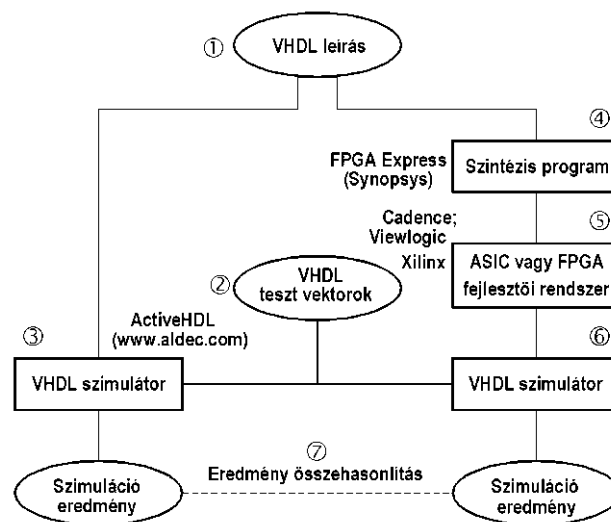 ① VHDL leírás
④
FPGA Express
(Synopsys)
Szintézis program
Cadence;
Viewlogic
Xilinx
⑤
ASIC vagy FPGA
fejlesztői rendszer
② VHDL
teszt vektorok
ActiveHDL
(www.aldec.com)
③
VHDL szimulátor
⑥
VHDL szimulátor
⑦
Eredmény összehasonlítás
Szimuláció
eredmény
Szimuláció
eredmény